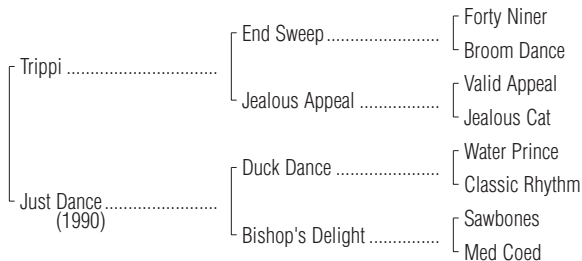 Forty Niner
End Sweep
Broom Dance
Trippi
Valid Appeal
Jealous Appeal
Jealous Cat
Water Prince
Duck Dance
Classic Rhythm
Just Dance
(1990)
Sawbones
Bishop's Delight
Med Coed